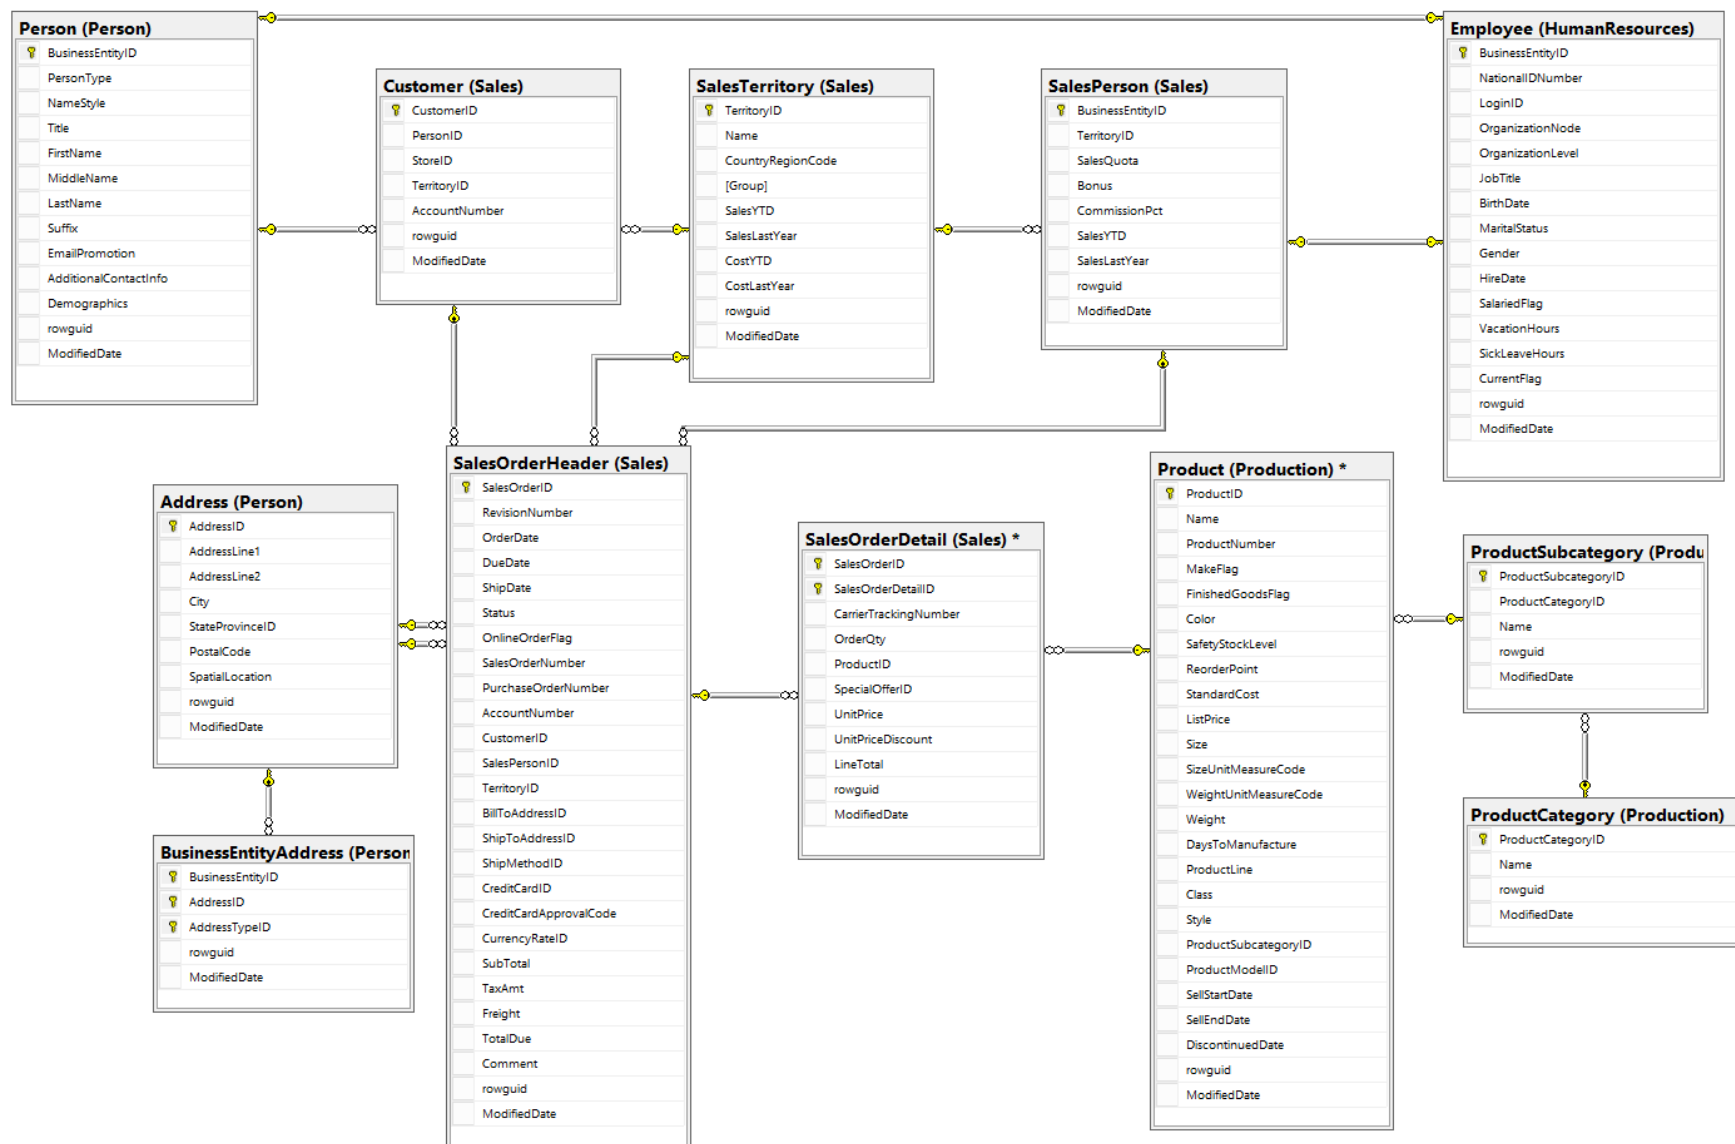 Person (Person)
BusinessEntityID
PersonType
NameStyle
Title
FirstName
MiddleName
LastName
Suffix
EmailPromotion
AdditionalContactInfo
Demographics
rowguid
ModifiedDate
Customer (Sales)
CustomerID
PersonID
StoreID
TerritoryID
AccountNumber
rowguid
ModifiedDate
SalesTerritory (Sales)
TerritoryID
Name
CountryRegionCode
[Group]
SalesYTD
SalesLastYear
CostYTD
CostLastYear
rowguid
ModifiedDate
SalesPerson (Sales)
BusinessEntityID
TerritoryID
SalesQuota
Bonus
CommissionPct
SalesYTD
SalesLastYear
rowguid
ModifiedDate
Employee (HumanResources)
BusinessEntityID
NationalIDNumber
LoginID
OrganizationNode
OrganizationLevel
JobTitle
BirthDate
MaritalStatus
Gender
HireDate
SalariedFlag
VacationHours
SickLeaveHours
CurrentFlag
rowguid
ModifiedDate
Address (Person)
AddressID
AddressLine1
AddressLine2
City
StateProvinceID
PostalCode
SpatialLocation
rowguid
ModifiedDate
BusinessEntityAddress (Person
BusinessEntityID
AddressID
AddressTypeID
rowguid
ModifiedDate
SalesOrderHeader (Sales)
SalesOrderID
RevisionNumber
OrderDate
DueDate
ShipDate
Status
OnlineOrderFlag
SalesOrderNumber
PurchaseOrderNumber
AccountNumber
CustomerID
SalesPersonID
TerritoryID
BillToAddressID
ShipToAddressID
ShipMethodID
CreditCardID
CreditCardApprovalCode
CurrencyRateID
SubTotal
TaxAmt
Freight
TotalDue
Comment
rowguid
ModifiedDate
SalesOrderDetail (Sales) *
SalesOrderID
SalesOrderDetailID
CarrierTrackingNumber
OrderQty
ProductID
SpecialOfferID
UnitPrice
UnitPriceDiscount
LineTotal
rowguid
ModifiedDate
Product (Production) *
ProductID
Name
ProductNumber
MakeFlag
FinishedGoodsFlag
Color
SafetyStockLevel
ReorderPoint
StandardCost
ListPrice
Size
SizeUnitMeasureCode
WeightUnitMeasureCode
Weight
DaysToManufacture
ProductLine
Class
Style
ProductSubcategoryID
ProductModelID
SellStartDate
SellEndDate
DiscontinuedDate
rowguid
ModifiedDate
ProductSubcategory (Produ
ProductSubcategoryID
ProductCategoryID
Name
rowguid
ModifiedDate
ProductCategory (Production)
ProductCategoryID
Name
rowguid
ModifiedDate